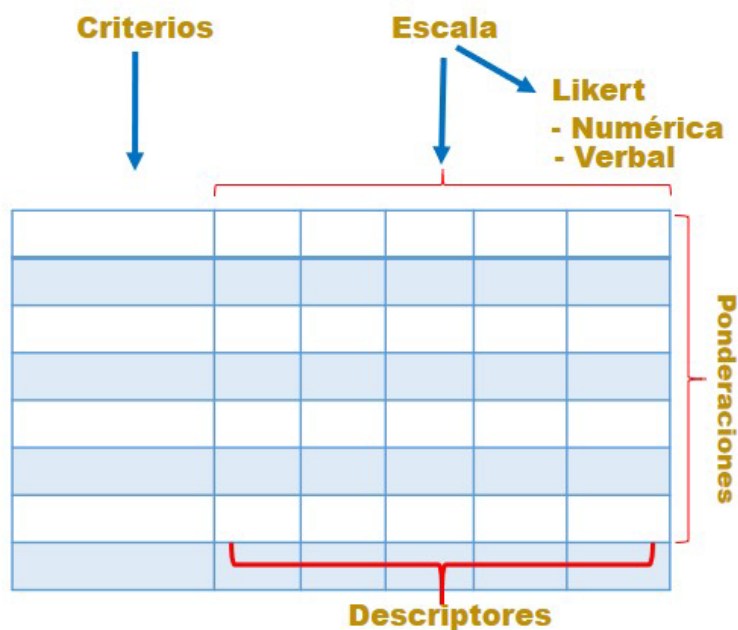 Criterios
Escala
Likert
- Numérica
- Verbal
Ponderaciones
Descriptores